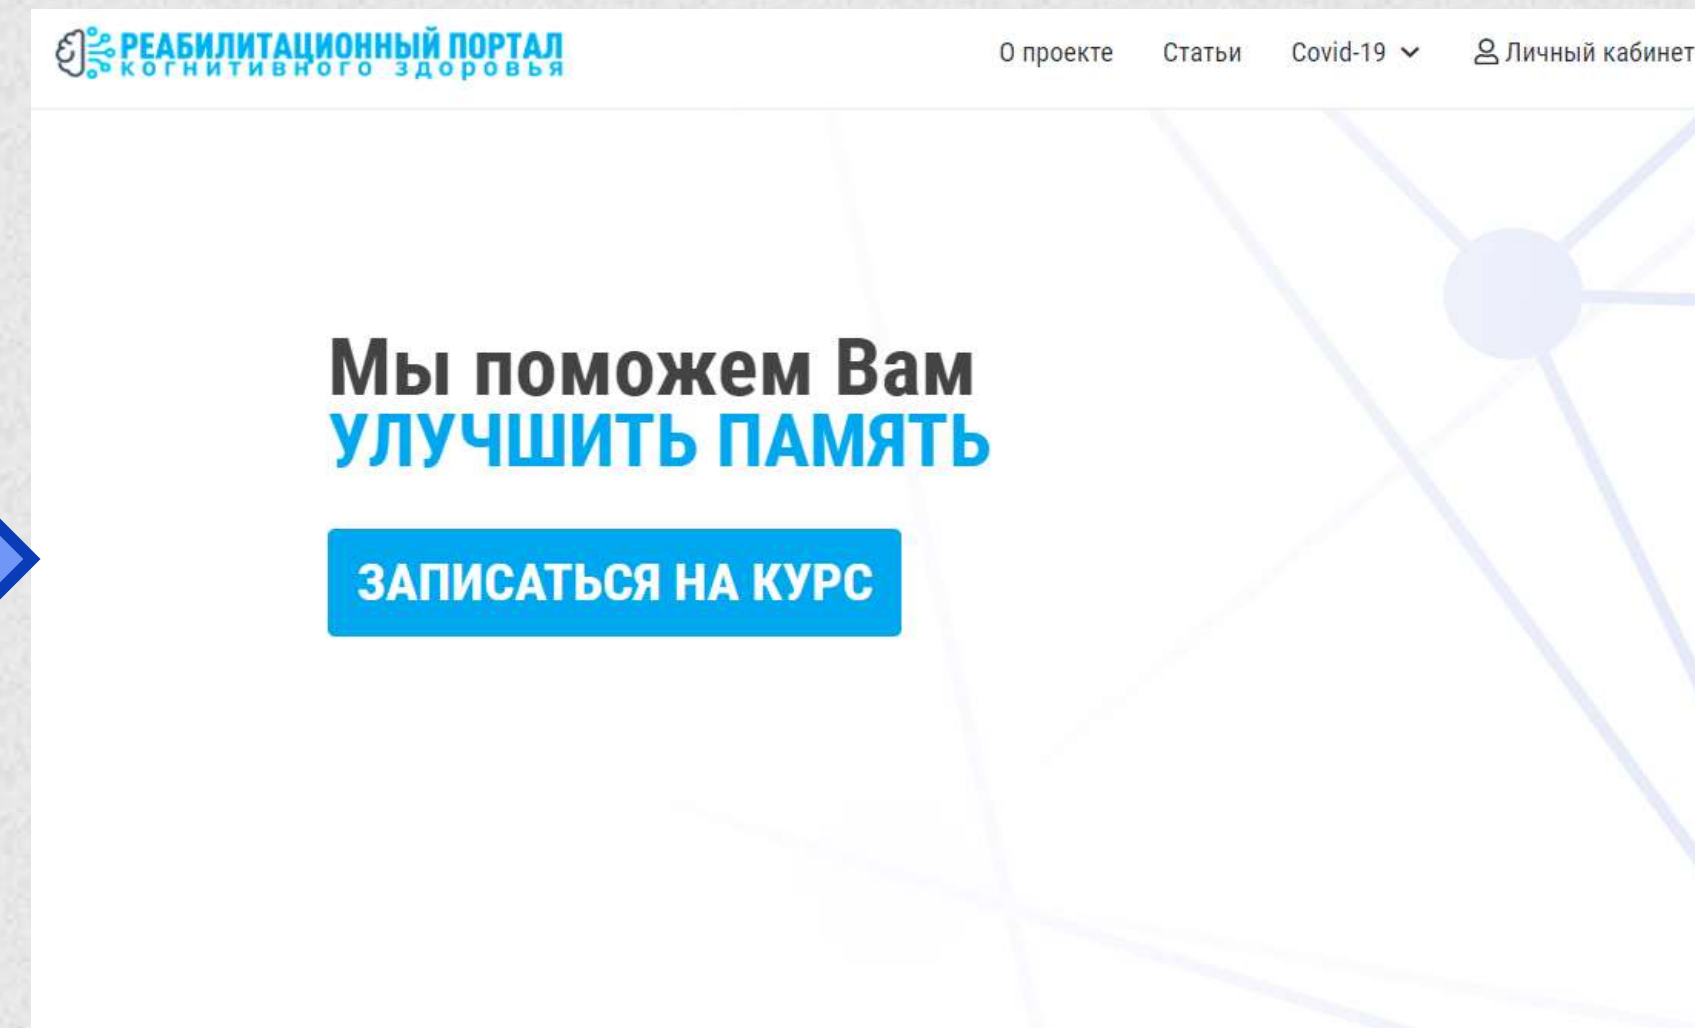 РЕАБИЛИТАЦИОННЫЙ ПОРТАЛ
КОГНИТИВНОГО ЗДОРОВЬЯ
О проекте Статьи Covid-19 Личный кабинет
Мы поможем Вам
УЛУЧШИТЬ ПАМЯТЬ
ЗАПИСАТЬСЯ НА КУРС